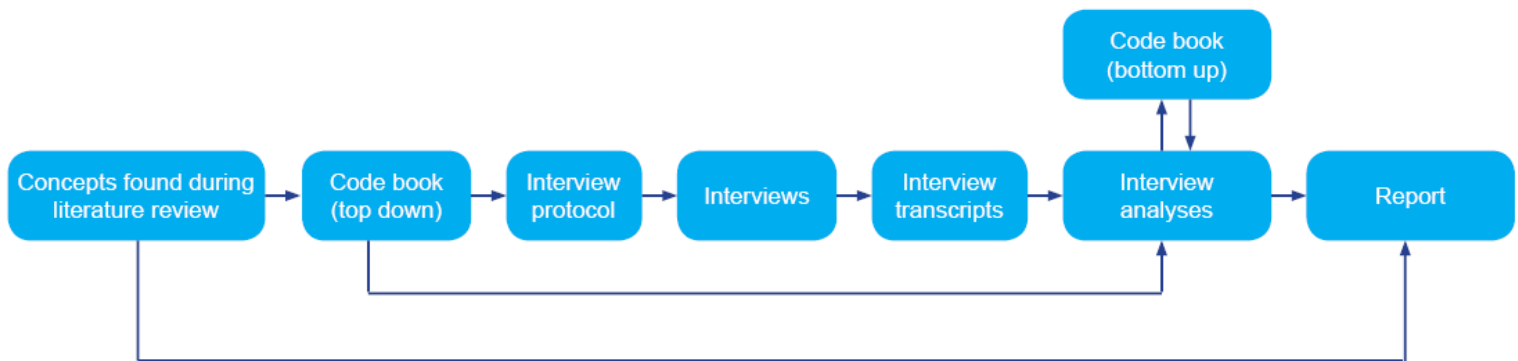 Code book
(bottom up)
Concepts found during
literature review
Code book
(top down)
Interview
protocol
Interviews
Interview
transcripts
Interview
analyses
Report